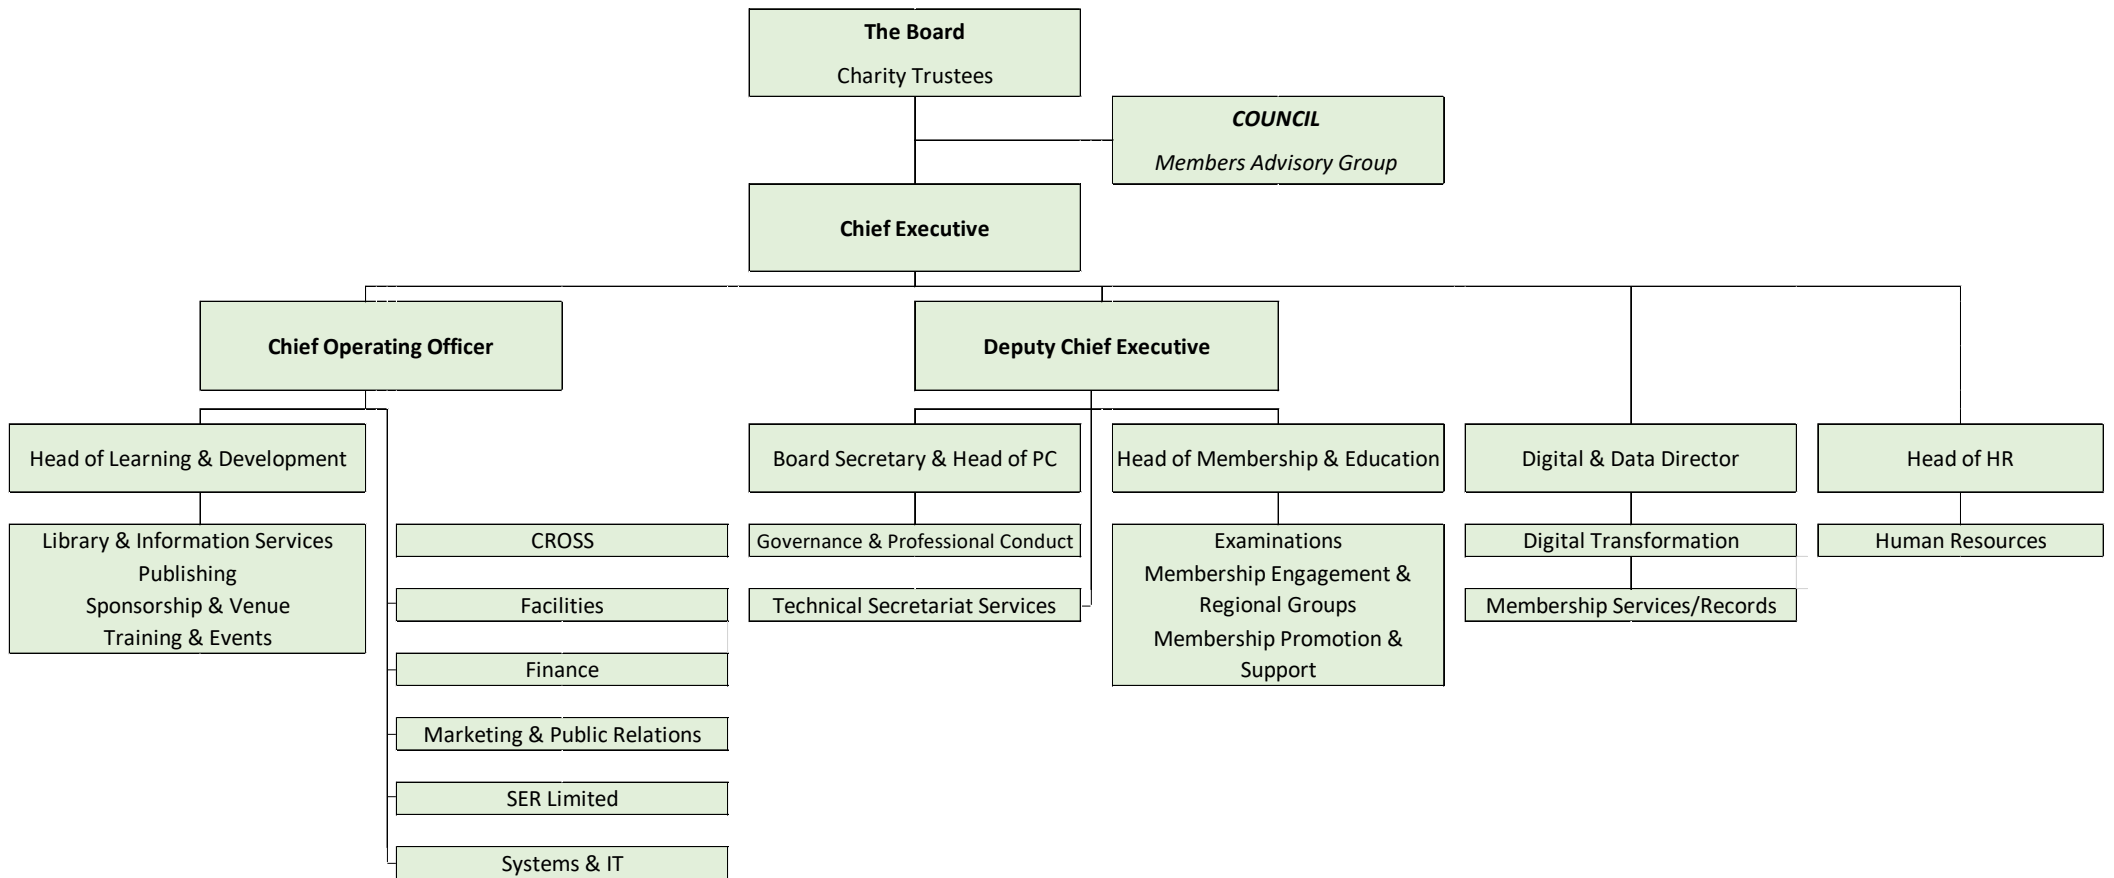 The Board
Charity Trustees
COUNCIL
Members Advisory Group
Chief Executive
Chief Operating Officer
Deputy Chief Executive
Head of Learning & Development
Board Secretary & Head of PC
Head of Membership & Education
Digital & Data Director
Head of HR
Library & Information Services
Publishing
Sponsorship & Venue
Training & Events
CROSS
Facilities
Finance
Marketing & Public Relations
SER Limited
Systems & IT
Governance & Professional Conduct
Technical Secretariat Services
Examinations
Membership Engagement &
Regional Groups
Membership Promotion &
Support
Digital Transformation
Membership Services/Records
Human Resources